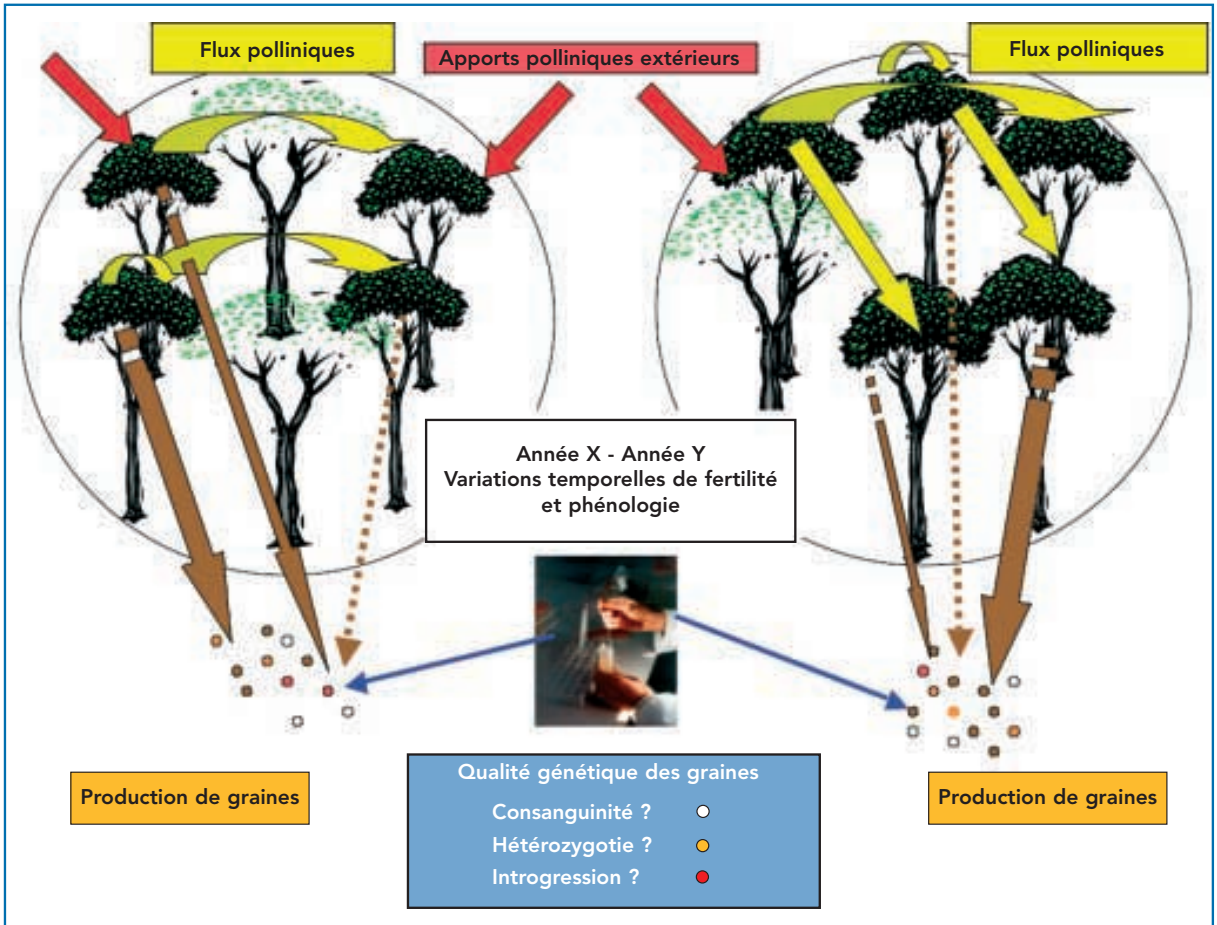 Flux polliniques
Apports polliniques extérieurs
Flux polliniques
Année X - Année Y
Variations temporelles de fertilité
et phénologie
Production de graines
Qualité génétique des graines
Consanguinité ?
Hétérozygotie ?
Introgression ?
Production de graines